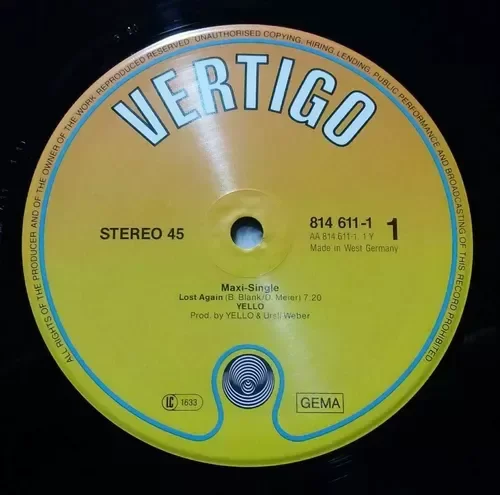 ALL RIGHTS OF THE PRODUCER AND OF THE OWNER OF THE WORK REPRODUCED RESERVED. UNAUTHORISED COPYING, HIRING, LENDING, PUBLIC PERFORMANCE AND BROADCASTING OF THIS RECORD PROHIBITED
VERTIGO
STEREO 45
814 611-1
AA 814 611-1. 1 Y
1
Made in West Germany
Maxi-Single
Lost Again (B. Blank/D. Meier) 7.20
YELLO
Prod. by YELLO & Ursli Weber
LC 1633
GEMA